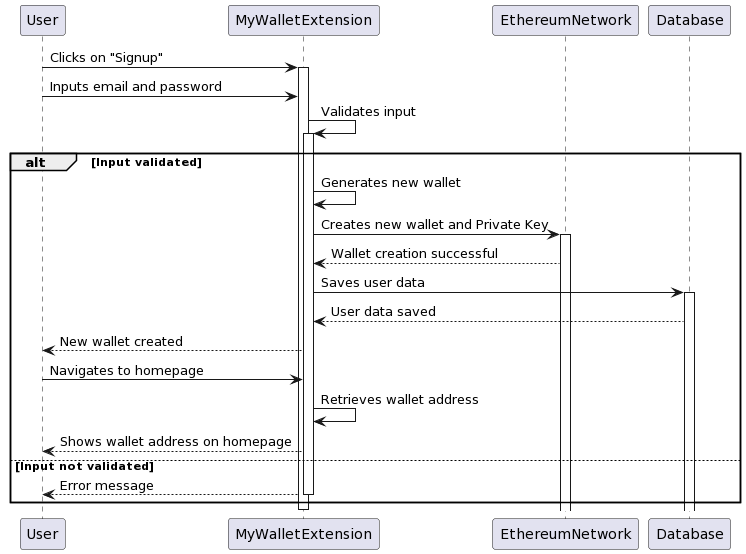 User MyWalletExtension EthereumNetwork Database
Clicks on "Signup"
Inputs email and password
Validates input
alt [Input validated]
Generates new wallet
Creates new wallet and Private Key
Wallet creation successful
Saves user data
User data saved
New wallet created
Navigates to homepage
Retrieves wallet address
Shows wallet address on homepage
[Input not validated]
Error message
User MyWalletExtension EthereumNetwork Database